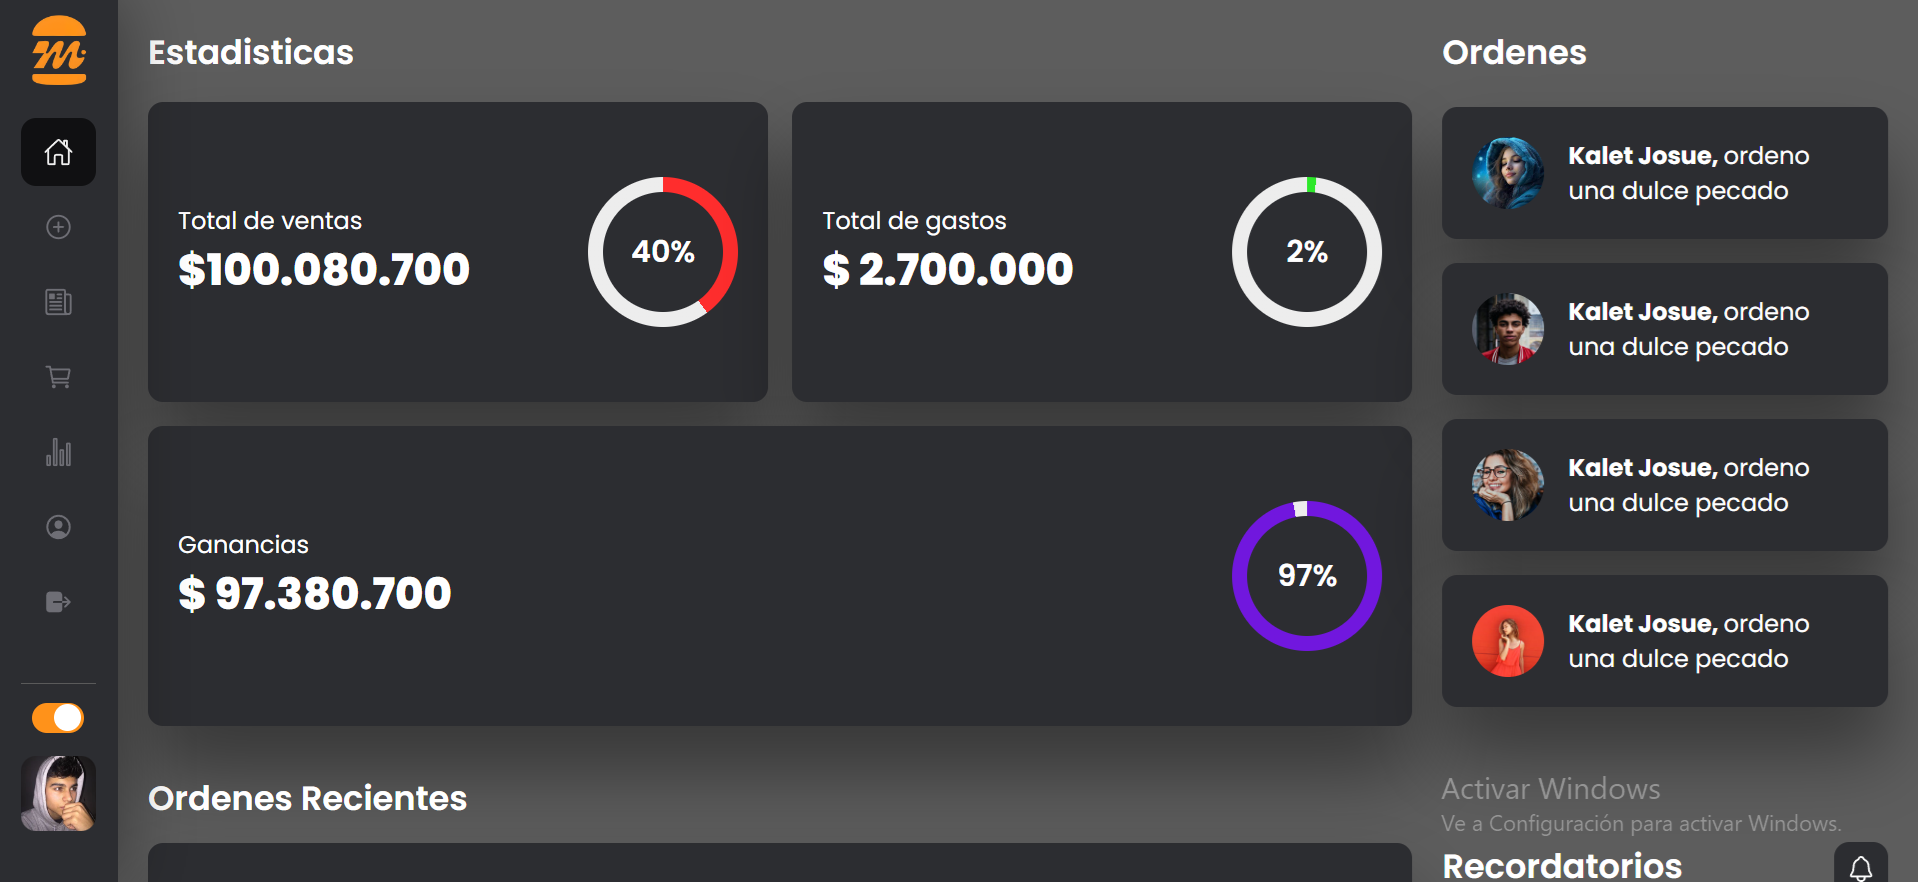 Estadisticas
Total de ventas
$100.080.700
40%
Total de gastos
$ 2.700.000
2%
Ganancias
$ 97.380.700
97%
Ordenes Recientes
Ordenes
Kalet Josue, ordeno
una dulce pecado
Kalet Josue, ordeno
una dulce pecado
Kalet Josue, ordeno
una dulce pecado
Kalet Josue, ordeno
una dulce pecado
Activar Windows
Ve a Configuración para activar Windows.
Recordatorios